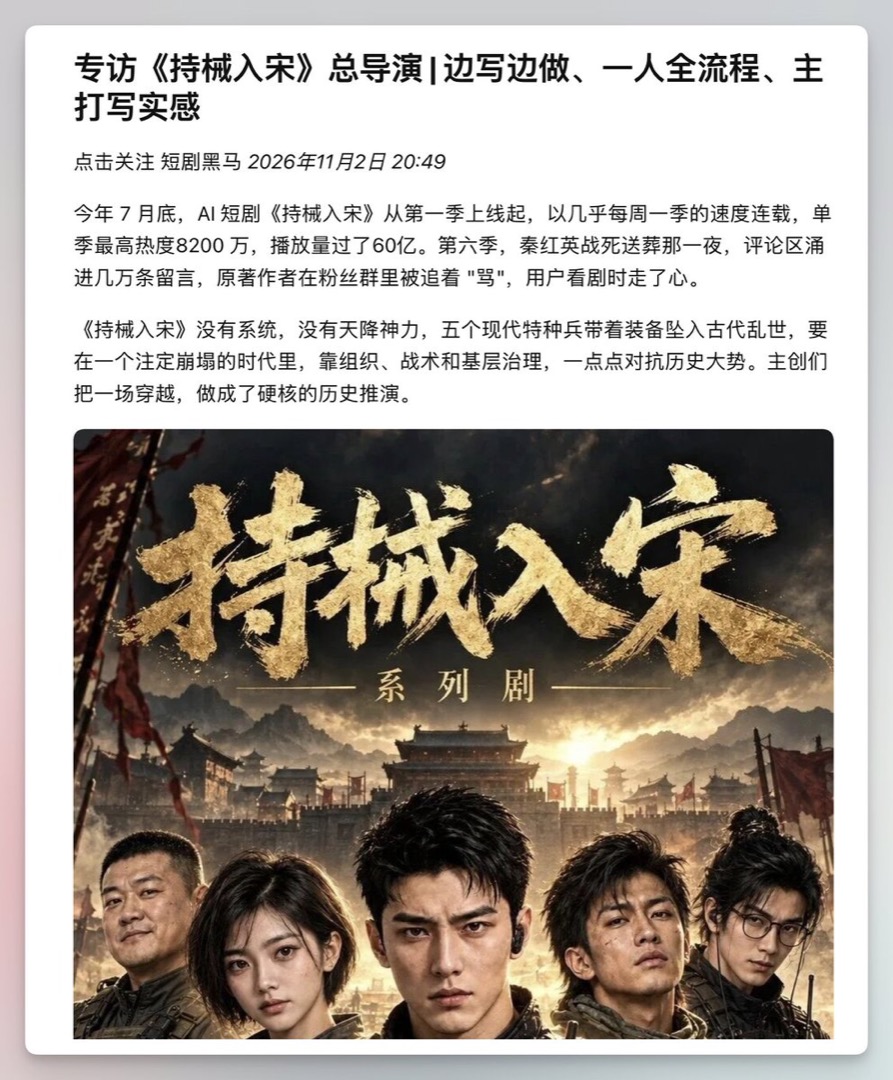 专访《持械入宋》总导演 | 边写边做、一人全流程、主
打写实感
点击关注 短剧黑马 2026年11月2日 20:49
今年 7 月底，AI 短剧《持械入宋》从第一季上线起，以几乎每周一季的速度连载，单
季最高热度8200 万，播放量过了60亿。第六季，秦红英战死送葬那一夜，评论区涌
进几万条留言，原著作者在粉丝群里被追着 "骂"，用户看剧时走了心。
《持械入宋》没有系统，没有天降神力，五个现代特种兵带着装备坠入古代乱世，要
在一个注定崩塌的时代里，靠组织、战术和基层治理，一点点对抗历史大势。主创们
把一场穿越，做成了硬核的历史推演。
持械入宋
系列剧